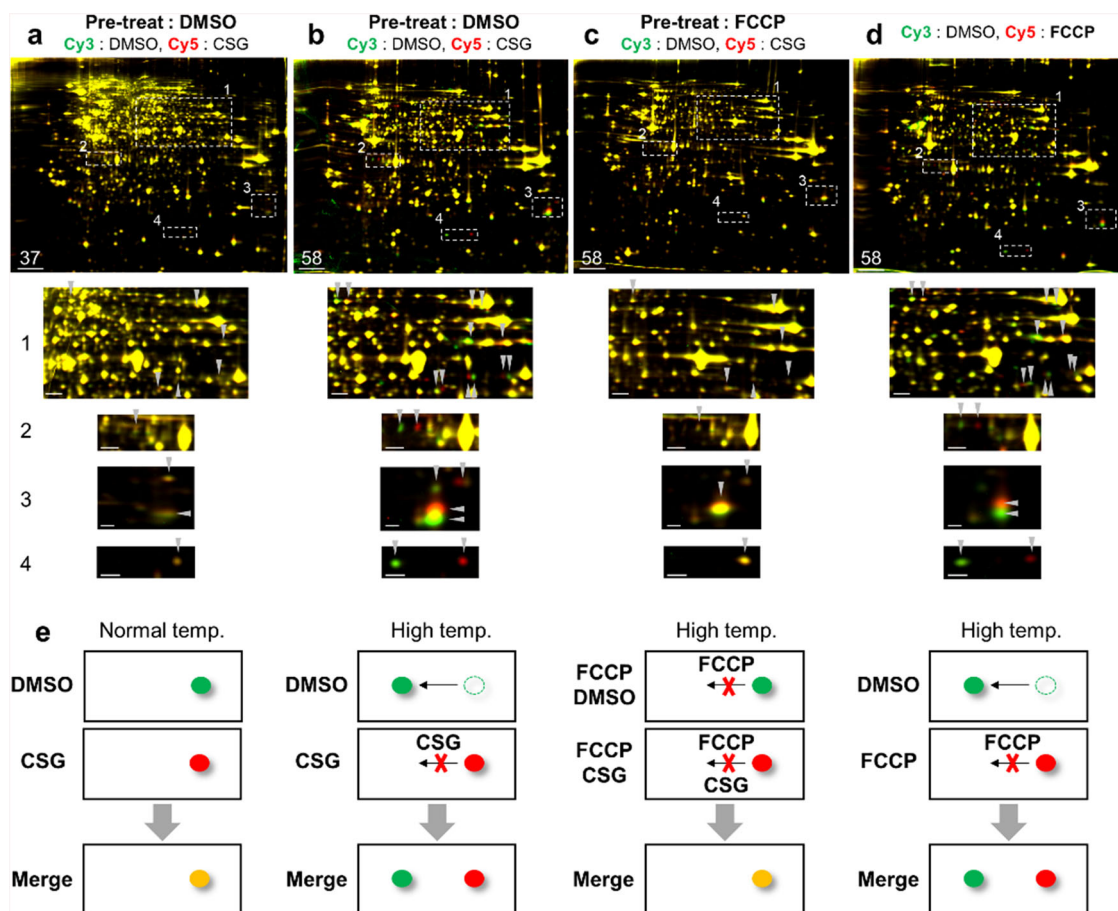 a Pre-treat : DMSO
Cy3 : DMSO, Cy5 : CSG
b Pre-treat : DMSO
Cy3 : DMSO, Cy5 : CSG
c Pre-treat : FCCP
Cy3 : DMSO, Cy5 : CSG
d Cy3 : DMSO, Cy5 : FCCP
1
2
3
4
37
1
2
3
4
58
1
2
3
4
58
1
2
3
4
58
1
2
3
4
e Normal temp. High temp. High temp. High temp.
DMSO
CSG
Merge
DMSO
CSG CSG
Merge
FCCP
DMSO
FCCP
FCCP
CSG
FCCP
CSG
Merge
DMSO
FCCP FCCP
Merge